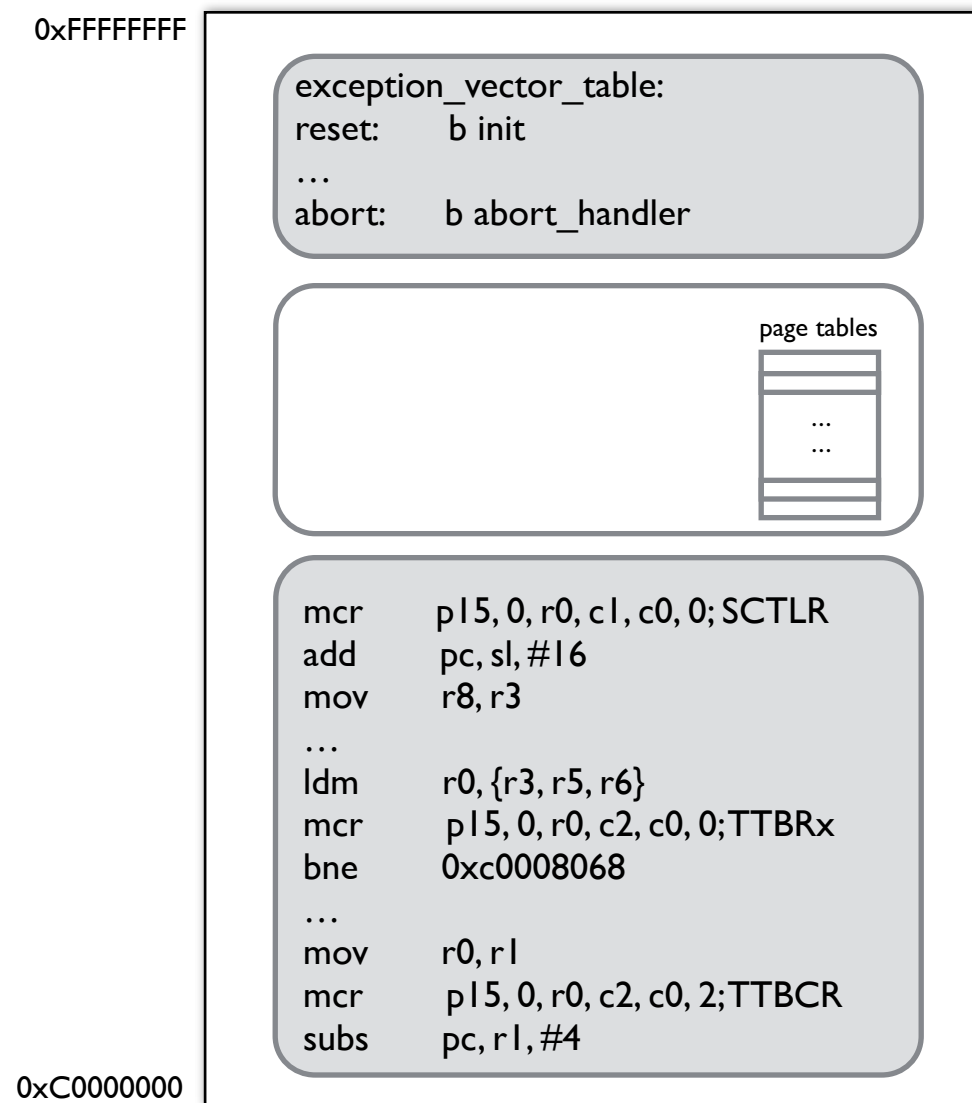 0xFFFFFFFF
exception_vector_table:
reset: b init
…
abort: b abort_handler
page tables
...
...
mcr p15, 0, r0, c1, c0, 0; SCTLR
add pc, sl, #16
mov r8, r3
…
ldm r0, {r3, r5, r6}
mcr p15, 0, r0, c2, c0, 0; TTBRx
bne 0xc0008068
…
mov r0, r1
mcr p15, 0, r0, c2, c0, 2; TTBCR
subs pc, r1, #4
0xC0000000